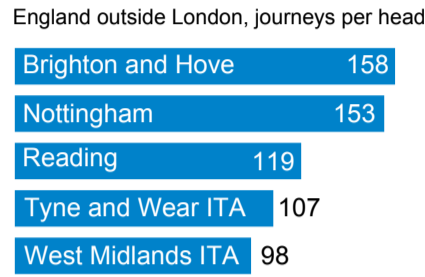 England outside London, journeys per head
Brighton and Hove 158
Nottingham 153
Reading 119
Tyne and Wear ITA 107
West Midlands ITA 98